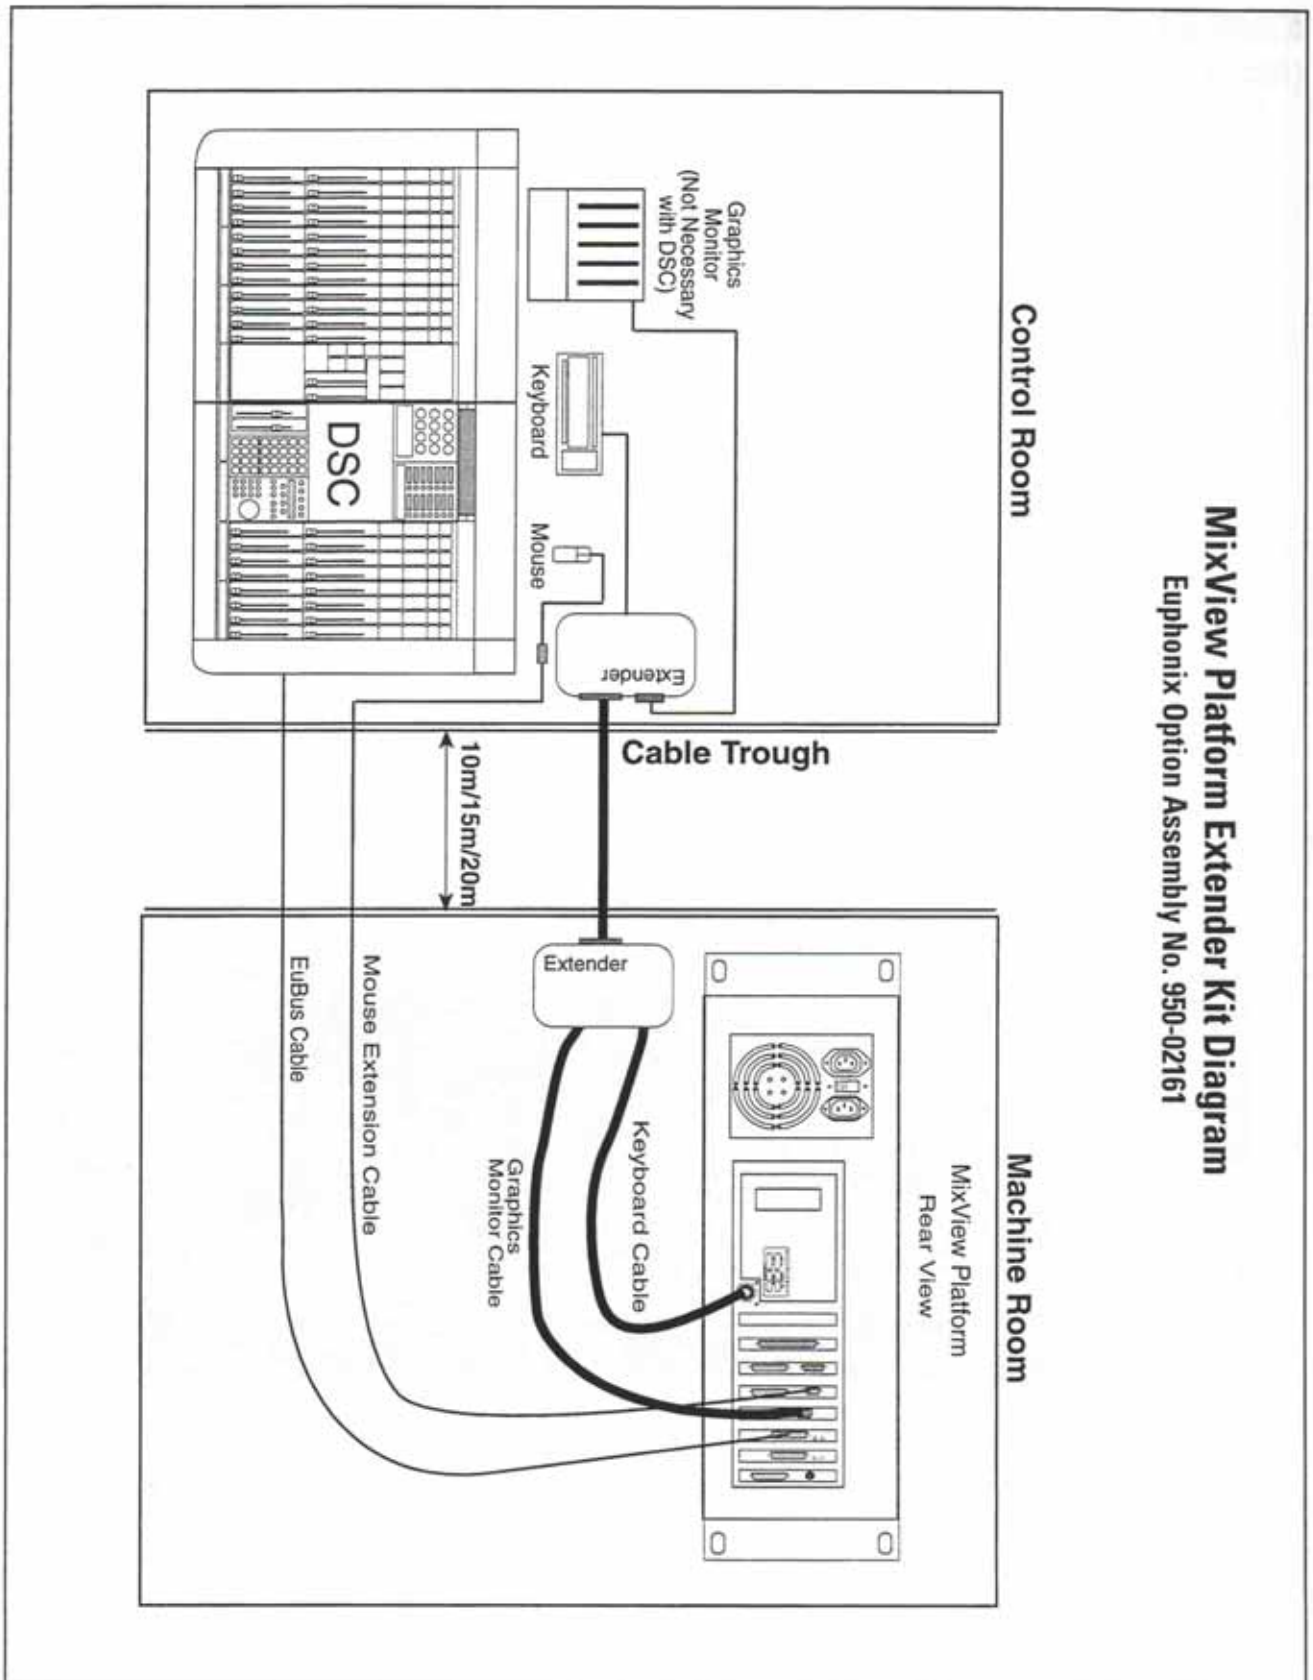 MixView Platform Extender Kit Diagram
Euphonix Option Assembly No. 950-02161
Control Room
Machine Room
Graphics
Monitor
(Not Necessary
with DSC)
Keyboard
Mouse
Extender
DSC
Cable Trough
10m/15m/20m
MixView Platform
Rear View
Extender
Keyboard Cable
Graphics
Monitor Cable
Mouse Extension Cable
EuBus Cable